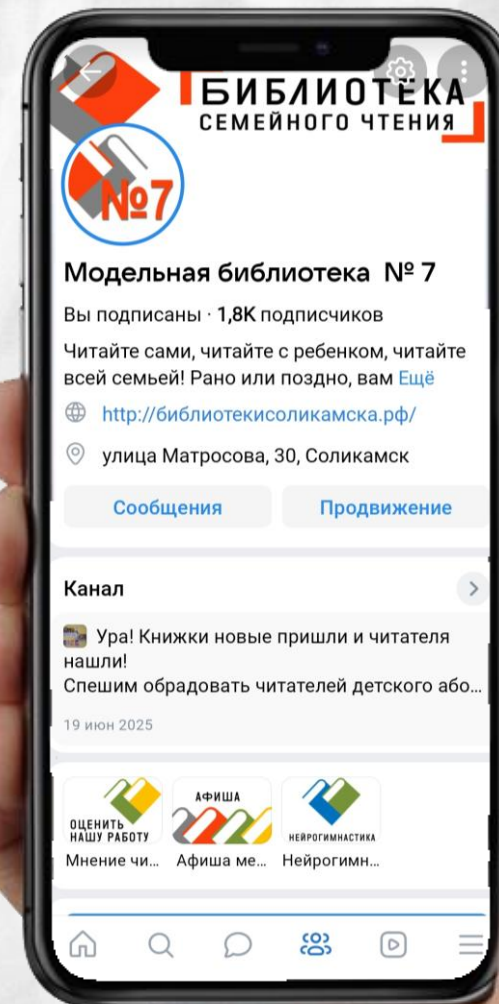 БИБЛИОТЕКА
СЕМЕЙНОГО ЧТЕНИЯ
№7
Модельная библиотека № 7
Вы подписаны · 1,8K подписчиков
Читайте сами, читайте с ребенком, читайте
всей семьей! Рано или поздно, вам Ещё
http://библиотекисоликамска.рф/
улица Матросова, 30, Соликамск
Сообщения
Продвижение
Канал
Ура! Книжки новые пришли и читателя
нашли!
Спешим обрадовать читателей детского або...
19 июн 2025
ОЦЕНИТЬ
НАШУ РАБОТУ
АФИША
НЕЙРОГИМНАСТИКА
Мнение чи...
Афиша ме...
Нейрогимн...